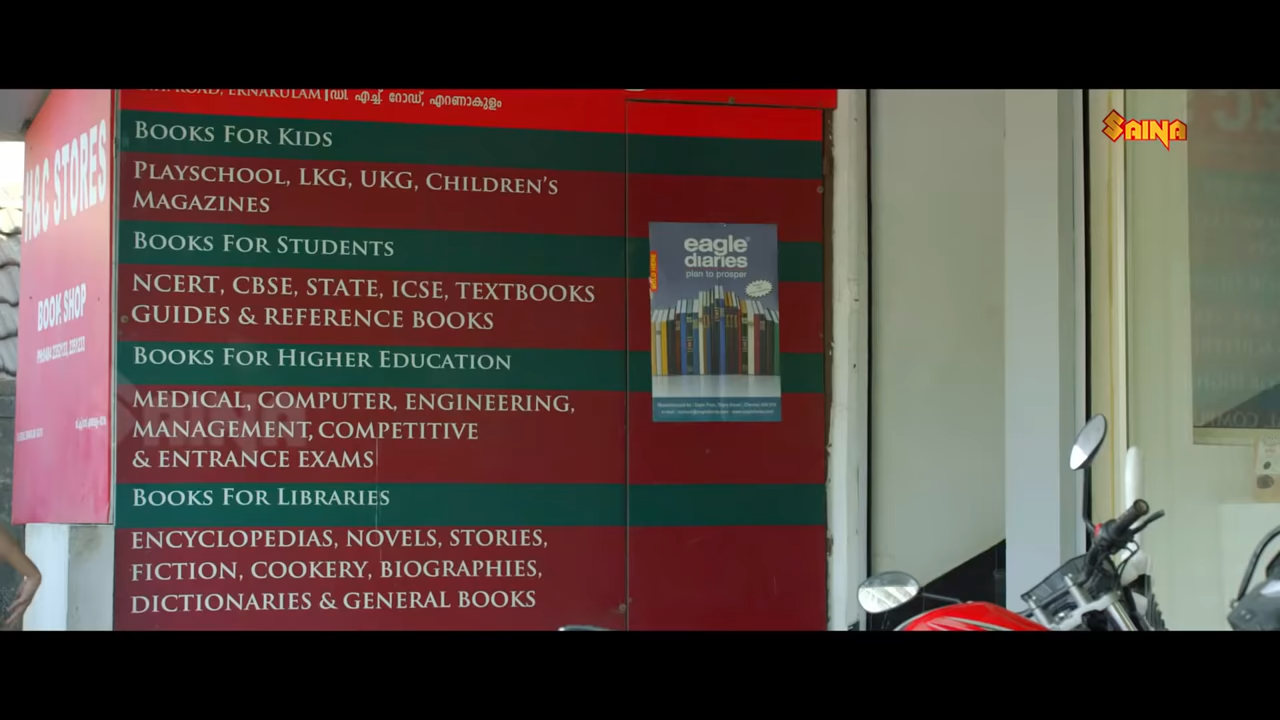 ROAD, ERNAKULAM | ഡി. എച്ച്. റോഡ്, എറണാകുളം
BOOKS FOR KIDS
PLAYSCHOOL, LKG, UKG, CHILDREN'S
MAGAZINES
BOOKS FOR STUDENTS
NCERT, CBSE, STATE, ICSE, TEXTBOOKS
GUIDES & REFERENCE BOOKS
BOOKS FOR HIGHER EDUCATION
MEDICAL, COMPUTER, ENGINEERING,
MANAGEMENT, COMPETITIVE
& ENTRANCE EXAMS
BOOKS FOR LIBRARIES
ENCYCLOPEDIAS, NOVELS, STORIES,
FICTION, COOKERY, BIOGRAPHIES,
DICTIONARIES & GENERAL BOOKS
H&C STORES
BOOK SHOP
eagle
diaries
plan to prosper
SAINA